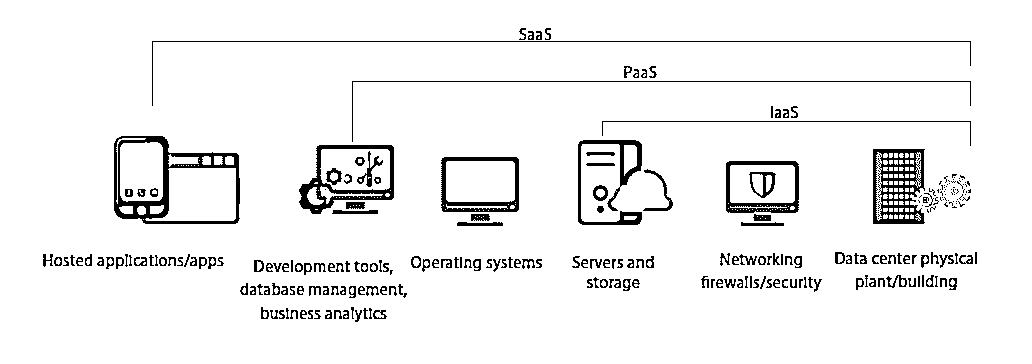 SaaS
PaaS
IaaS
Hosted applications/apps
Development tools,
database management,
business analytics
Operating systems
Servers and
storage
Networking
firewalls/security
Data center physical
plant/building